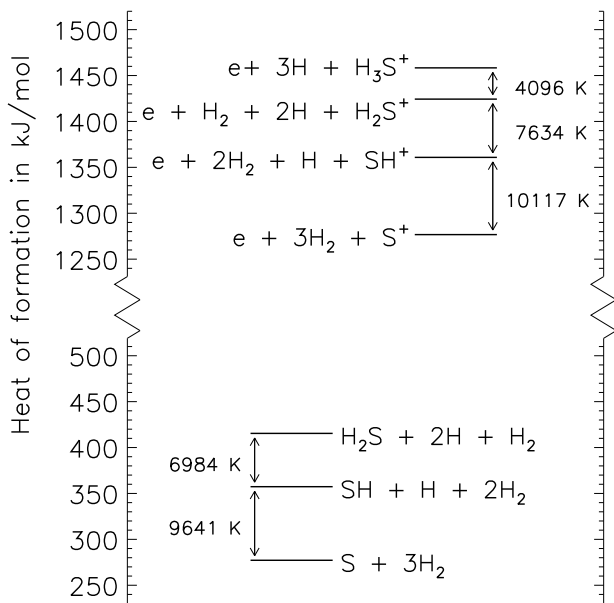 Heat of formation in kJ/mol
1500
1450
1400
1350
1300
1250
500
450
400
350
300
250
e+ 3H + H₃S⁺
4096 K
e + H₂ + 2H + H₂S⁺
7634 K
e + 2H₂ + H + SH⁺
10117 K
e + 3H₂ + S⁺
H₂S + 2H + H₂
6984 K
SH + H + 2H₂
9641 K
S + 3H₂